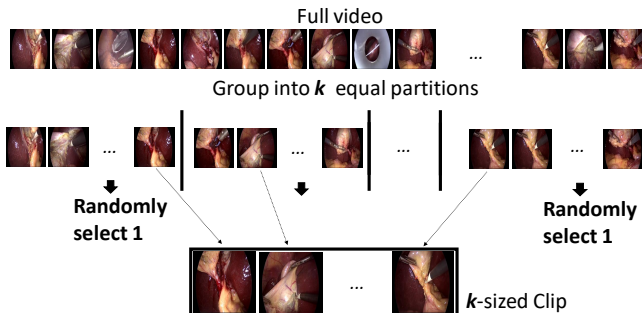 Full video
...
Group into k equal partitions
... ... ... ...
Randomly
select 1
Randomly
select 1
...
k-sized Clip